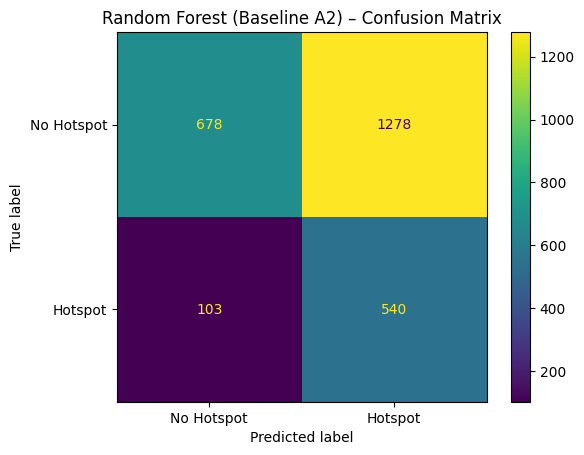 Random Forest (Baseline A2) – Confusion Matrix
True label
No Hotspot
678
1278
Hotspot
103
540
No Hotspot
Hotspot
Predicted label
1200
1000
800
600
400
200